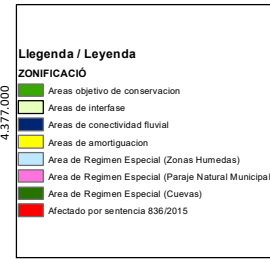 Llegenda / Leyenda
ZONIFICACIÓ
Areas objetivo de conservacion
Areas de interfase
Areas de conectividad fluvial
Areas de amortiguacion
Area de Regimen Especial (Zonas Humedas)
Area de Regimen Especial (Paraje Natural Municipal
Area de Regimen Especial (Cuevas)
Afectado por sentencia 836/2015
4.377.000